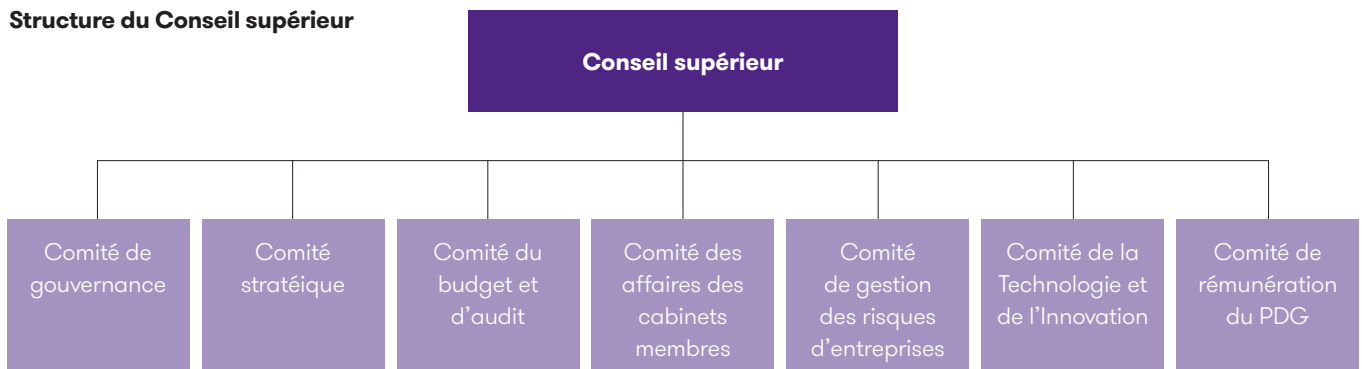 Structure du Conseil supérieur
Conseil supérieur
Comité de
gouvernance
Comité
stratéique
Comité du
budget et
d’audit
Comité des
affaires des
cabinets
membres
Comité
de gestion
des risques
d’entreprises
Comité de la
Technologie et
de l’Innovation
Comité de
rémunération
du PDG